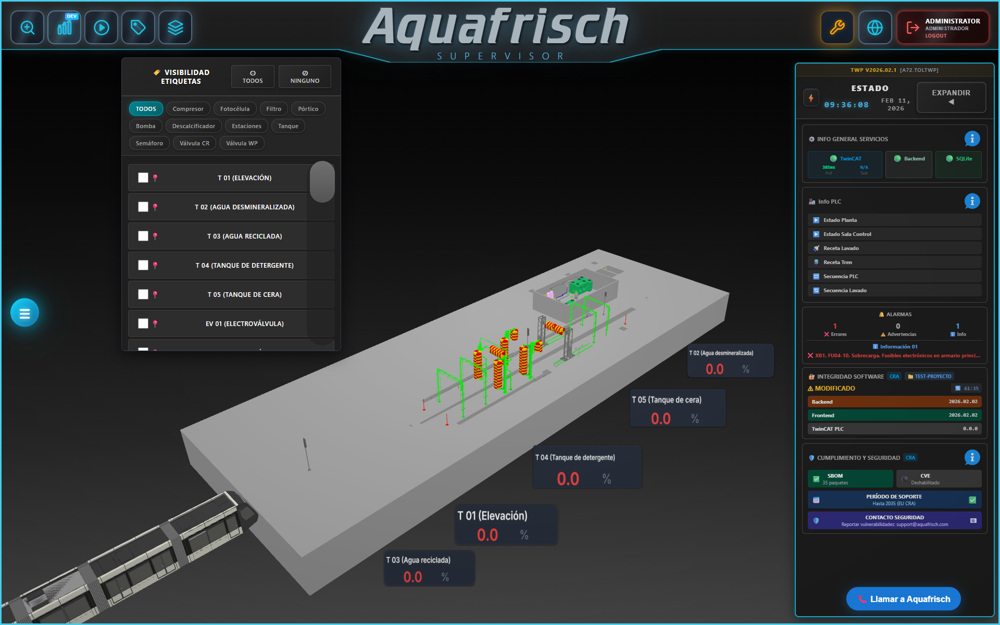 DEV
Aquafrisch
SUPERVISOR
ADMINISTRATOR
ADMINISTRADOR
LOGOUT
VISIBILIDAD
ETIQUETAS
TODOS
NINGUNO
TODOS
Compresor
Fotocélula
Filtro
Pórtico
Bomba
Descalcificador
Estaciones
Tanque
Semáforo
Válvula CR
Válvula WP
T 01 (ELEVACIÓN)
T 02 (AGUA DESMINERALIZADA)
T 03 (AGUA RECICLADA)
T 04 (TANQUE DE DETERGENTE)
T 05 (TANQUE DE CERA)
EV 01 (ELECTROVÁLVULA)
T 02 (Agua desmineralizada)
0.0 %
T 05 (Tanque de cera)
0.0 %
T 04 (Tanque de detergente)
0.0 %
T 01 (Elevación)
0.0 %
T 03 (Agua reciclada)
0.0 %
TWP V2026.02.1 [A72.TOLTWP]
ESTADO
09:36:08
FEB 11,
2026
EXPANDIR
INFO GENERAL SERVICIOS
TwinCAT
385ms
Poll
N/A
Task
Backend
SQLite
Info PLC
Estado Planta
Estado Sala Control
Receta Lavado
Receta Tren
Secuencia PLC
Secuencia Lavado
ALARMAS
1
Errores
0
Advertencias
1
Info
Información 01
XB1. FU04-10. Sobrecarga. Fusibles electrónicos en armario princi...
INTEGRIDAD SOFTWARE CRA TEST-PROYECTO
MODIFICADO
61:35
Backend 2026.02.02
Frontend 2026.02.02
TwinCAT PLC 0.0.0
CUMPLIMIENTO Y SEGURIDAD CRA
SBOM
35 paquetes
CVE
Deshabilitado
PERÍODO DE SOPORTE
Hasta 2035 (EU CRA)
CONTACTO SEGURIDAD
Reportar vulnerabilidades: support@aquafrisch.com
Llamar a Aquafrisch